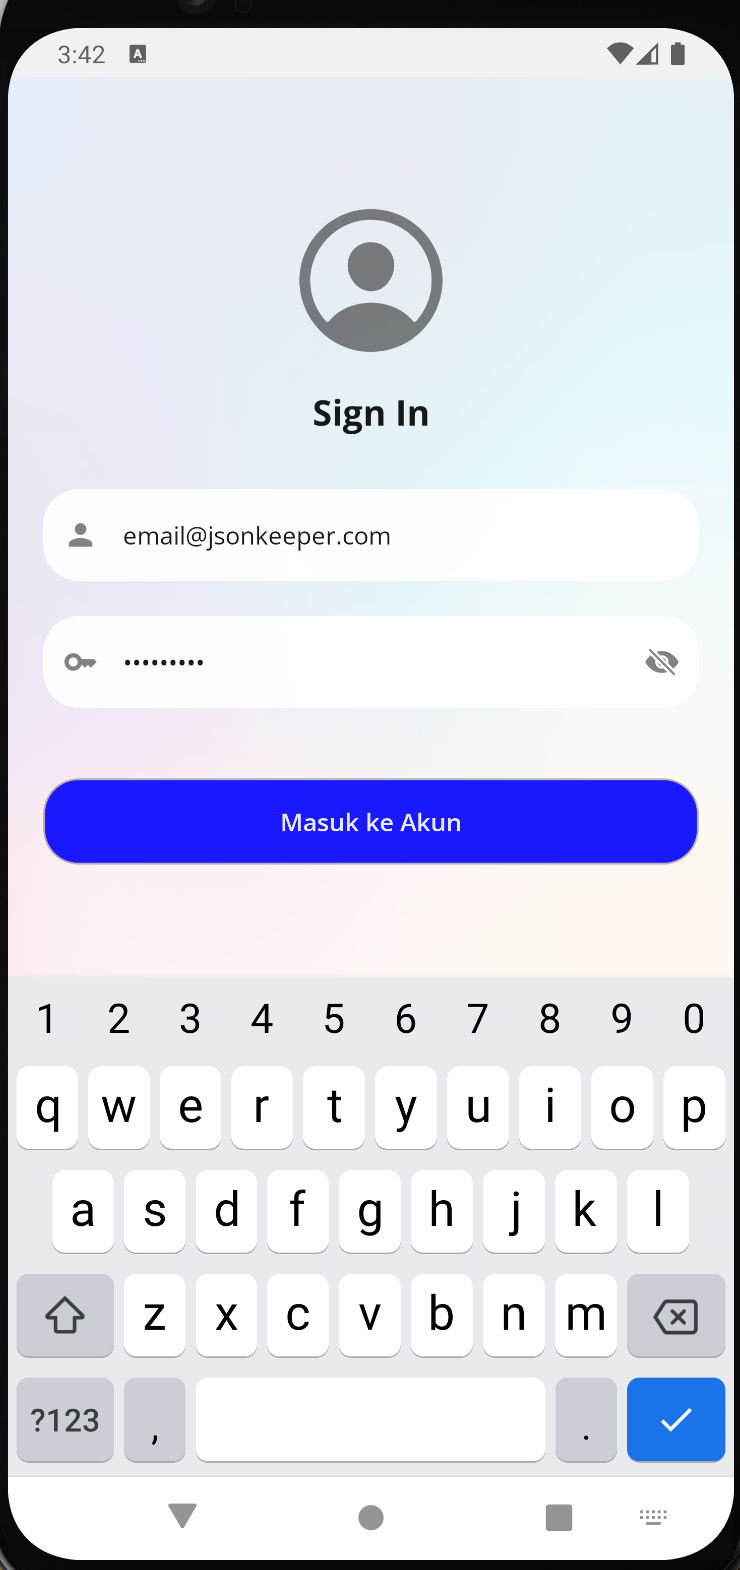 3:42
A
Sign In
email@jsonkeeper.com
•••••••••
Masuk ke Akun
1 2 3 4 5 6 7 8 9 0
q w e r t y u i o p
a s d f g h j k l
z x c v b n m
?123 , .